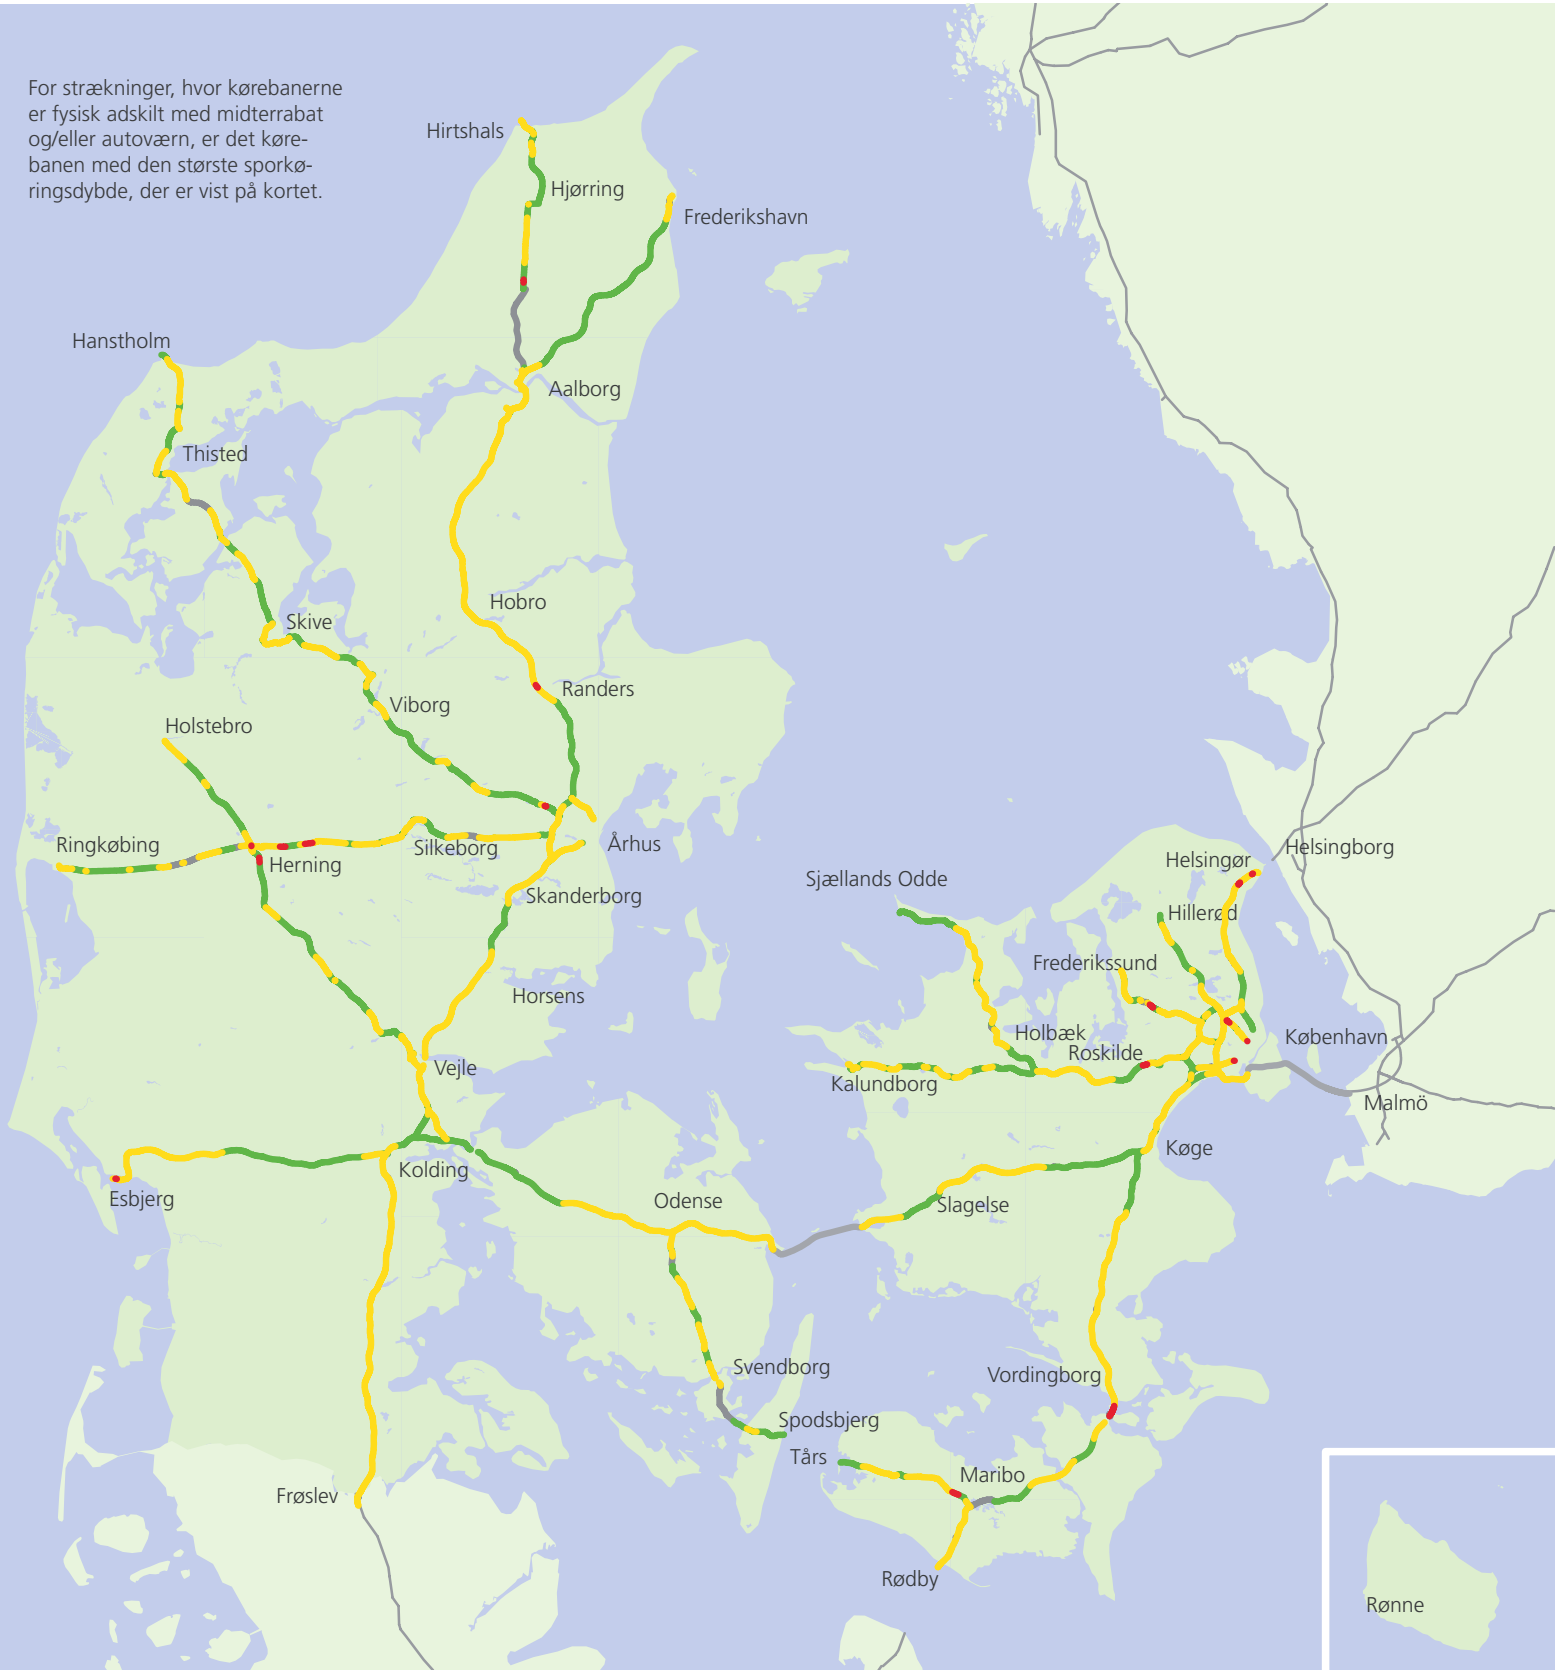 For strækninger, hvor kørebanerne
er fysisk adskilt med midterrabat
og/eller autoværn, er det køre-
banen med den største sporkø-
ringsdybde, der er vist på kortet.
Hirtshals
Hjørring
Frederikshavn
Hanstholm
Aalborg
Thisted
Hobro
Skive
Randers
Viborg
Holstebro
Ringkøbing
Silkeborg
Århus
Helsingborg
Herning
Helsingør
Sjællands Odde
Skanderborg
Hillerød
Frederikssund
Horsens
Holbæk
København
Roskilde
Vejle
Kalundborg
Malmö
Køge
Kolding
Esbjerg
Odense
Slagelse
Svendborg
Vordingborg
Spodsbjerg
Tårs
Maribo
Frøslev
Rødby
Rønne